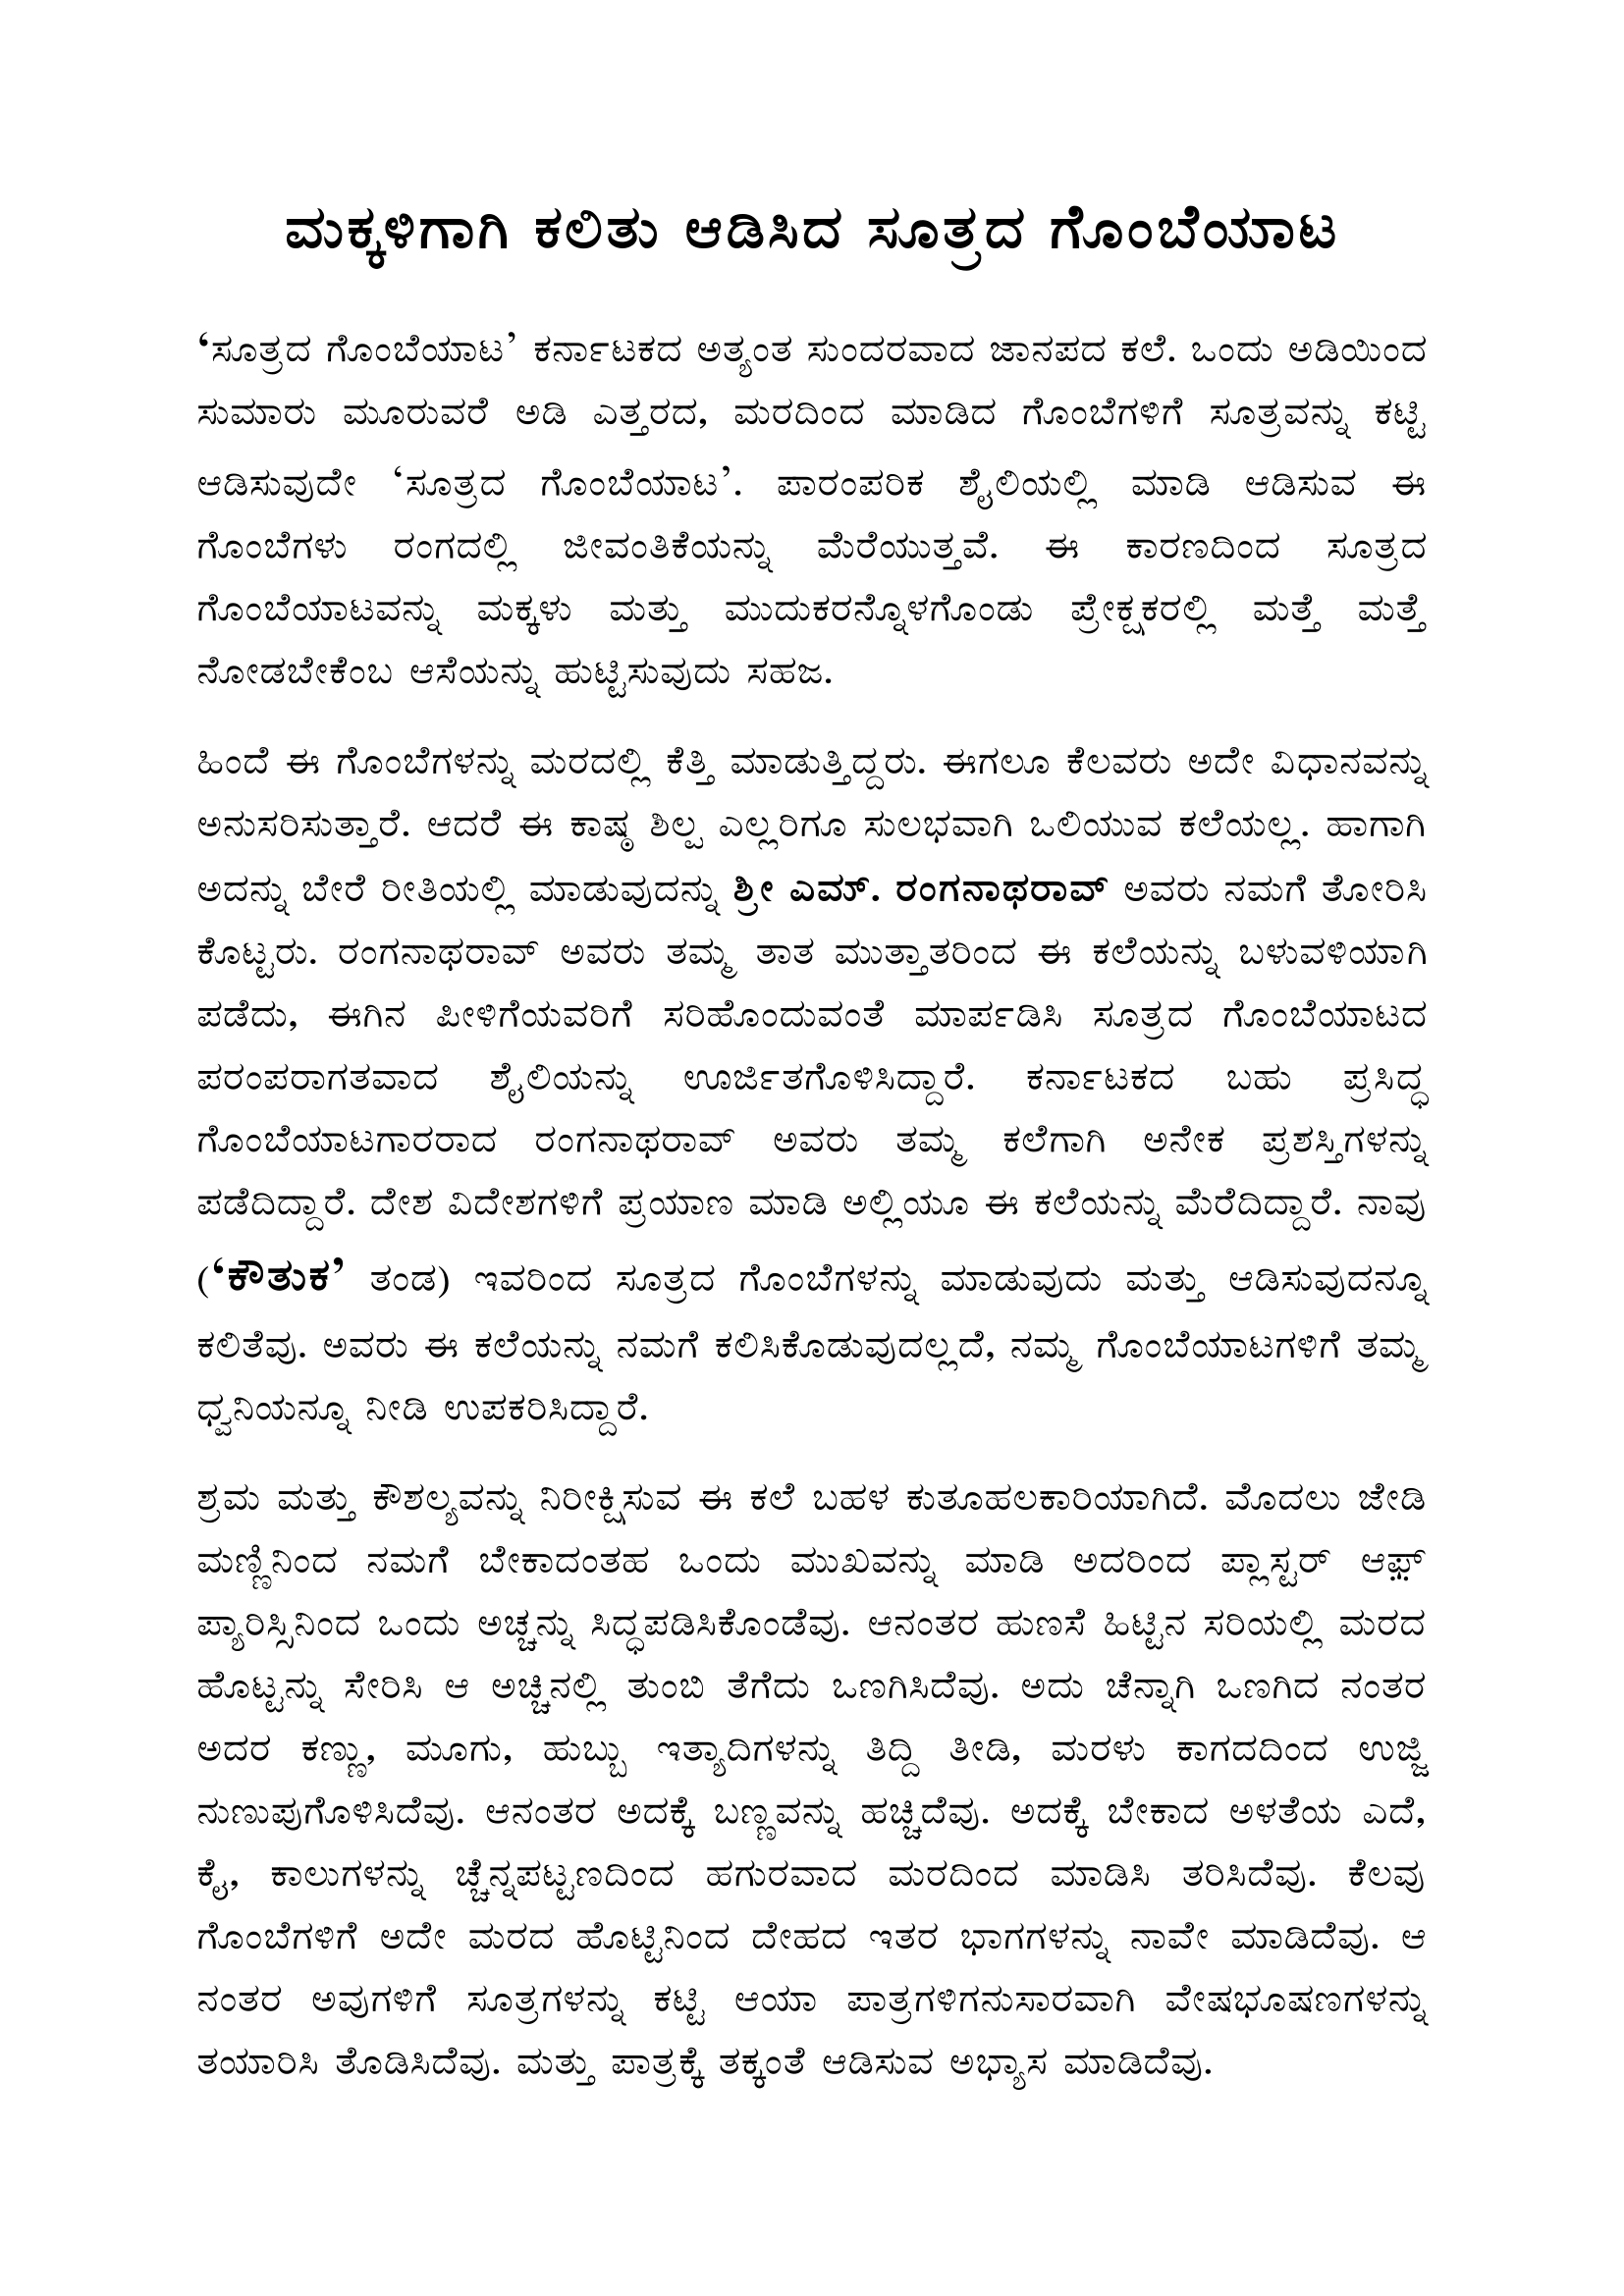 ಮಕ್ಕಳಿಗಾಗಿ ಕಲಿತು ಆಡಿಸಿದ ಸೂತ್ರದ ಗೊಂಬೆಯಾಟ
‘ಸೂತ್ರದ ಗೊಂಬೆಯಾಟ’ ಕರ್ನಾಟಕದ ಅತ್ಯಂತ ಸುಂದರವಾದ ಜಾನಪದ ಕಲೆ. ಒಂದು ಅಡಿಯಿಂದ
ಸುಮಾರು ಮೂರುವರೆ ಅಡಿ ಎತ್ತರದ, ಮರದಿಂದ ಮಾಡಿದ ಗೊಂಬೆಗಳಿಗೆ ಸೂತ್ರವನ್ನು ಕಟ್ಟಿ
ಆಡಿಸುವುದೇ ‘ಸೂತ್ರದ ಗೊಂಬೆಯಾಟ’. ಪಾರಂಪರಿಕ ಶೈಲಿಯಲ್ಲಿ ಮಾಡಿ ಆಡಿಸುವ ಈ
ಗೊಂಬೆಗಳು ರಂಗದಲ್ಲಿ ಜೀವಂತಿಕೆಯನ್ನು ಮೆರೆಯುತ್ತವೆ. ಈ ಕಾರಣದಿಂದ ಸೂತ್ರದ
ಗೊಂಬೆಯಾಟವನ್ನು ಮಕ್ಕಳು ಮತ್ತು ಮುದುಕರನ್ನೊಳಗೊಂಡು ಪ್ರೇಕ್ಷಕರಲ್ಲಿ ಮತ್ತೆ ಮತ್ತೆ
ನೋಡಬೇಕೆಂಬ ಆಸೆಯನ್ನು ಹುಟ್ಟಿಸುವುದು ಸಹಜ.
ಹಿಂದೆ ಈ ಗೊಂಬೆಗಳನ್ನು ಮರದಲ್ಲಿ ಕೆತ್ತಿ ಮಾಡುತ್ತಿದ್ದರು. ಈಗಲೂ ಕೆಲವರು ಅದೇ ವಿಧಾನವನ್ನು
ಅನುಸರಿಸುತ್ತಾರೆ. ಆದರೆ ಈ ಕಾಷ್ಠ ಶಿಲ್ಪ ಎಲ್ಲರಿಗೂ ಸುಲಭವಾಗಿ ಒಲಿಯುವ ಕಲೆಯಲ್ಲ. ಹಾಗಾಗಿ
ಅದನ್ನು ಬೇರೆ ರೀತಿಯಲ್ಲಿ ಮಾಡುವುದನ್ನು ಶ್ರೀ ಎಮ್. ರಂಗನಾಥರಾವ್ ಅವರು ನಮಗೆ ತೋರಿಸಿ
ಕೊಟ್ಟರು. ರಂಗನಾಥರಾವ್ ಅವರು ತಮ್ಮ ತಾತ ಮುತ್ತಾತರಿಂದ ಈ ಕಲೆಯನ್ನು ಬಳುವಳಿಯಾಗಿ
ಪಡೆದು, ಈಗಿನ ಪೀಳಿಗೆಯವರಿಗೆ ಸರಿಹೊಂದುವಂತೆ ಮಾರ್ಪಡಿಸಿ ಸೂತ್ರದ ಗೊಂಬೆಯಾಟದ
ಪರಂಪರಾಗತವಾದ ಶೈಲಿಯನ್ನು ಊರ್ಜಿತಗೊಳಿಸಿದ್ದಾರೆ. ಕರ್ನಾಟಕದ ಬಹು ಪ್ರಸಿದ್ಧ
ಗೊಂಬೆಯಾಟಗಾರರಾದ ರಂಗನಾಥರಾವ್ ಅವರು ತಮ್ಮ ಕಲೆಗಾಗಿ ಅನೇಕ ಪ್ರಶಸ್ತಿಗಳನ್ನು
ಪಡೆದಿದ್ದಾರೆ. ದೇಶ ವಿದೇಶಗಳಿಗೆ ಪ್ರಯಾಣ ಮಾಡಿ ಅಲ್ಲಿಯೂ ಈ ಕಲೆಯನ್ನು ಮೆರೆದಿದ್ದಾರೆ. ನಾವು
(‘ಕೌತುಕ’ ತಂಡ) ಇವರಿಂದ ಸೂತ್ರದ ಗೊಂಬೆಗಳನ್ನು ಮಾಡುವುದು ಮತ್ತು ಆಡಿಸುವುದನ್ನೂ
ಕಲಿತೆವು. ಅವರು ಈ ಕಲೆಯನ್ನು ನಮಗೆ ಕಲಿಸಿಕೊಡುವುದಲ್ಲದೆ, ನಮ್ಮ ಗೊಂಬೆಯಾಟಗಳಿಗೆ ತಮ್ಮ
ಧ್ವನಿಯನ್ನೂ ನೀಡಿ ಉಪಕರಿಸಿದ್ದಾರೆ.
ಶ್ರಮ ಮತ್ತು ಕೌಶಲ್ಯವನ್ನು ನಿರೀಕ್ಷಿಸುವ ಈ ಕಲೆ ಬಹಳ ಕುತೂಹಲಕಾರಿಯಾಗಿದೆ. ಮೊದಲು ಜೇಡಿ
ಮಣ್ಣಿನಿಂದ ನಮಗೆ ಬೇಕಾದಂತಹ ಒಂದು ಮುಖವನ್ನು ಮಾಡಿ ಅದರಿಂದ ಪ್ಲಾಸ್ಟರ್ ಆಫ಼್
ಪ್ಯಾರಿಸ್ಸಿನಿಂದ ಒಂದು ಅಚ್ಚನ್ನು ಸಿದ್ಧಪಡಿಸಿಕೊಂಡೆವು. ಆನಂತರ ಹುಣಸೆ ಹಿಟ್ಟಿನ ಸರಿಯಲ್ಲಿ ಮರದ
ಹೊಟ್ಟನ್ನು ಸೇರಿಸಿ ಆ ಅಚ್ಚಿನಲ್ಲಿ ತುಂಬಿ ತೆಗೆದು ಒಣಗಿಸಿದೆವು. ಅದು ಚೆನ್ನಾಗಿ ಒಣಗಿದ ನಂತರ
ಅದರ ಕಣ್ಣು, ಮೂಗು, ಹುಬ್ಬು ಇತ್ಯಾದಿಗಳನ್ನು ತಿದ್ದಿ ತೀಡಿ, ಮರಳು ಕಾಗದದಿಂದ ಉಜ್ಜಿ
ನುಣುಪುಗೊಳಿಸಿದೆವು. ಆನಂತರ ಅದಕ್ಕೆ ಬಣ್ಣವನ್ನು ಹಚ್ಚಿದೆವು. ಅದಕ್ಕೆ ಬೇಕಾದ ಅಳತೆಯ ಎದೆ,
ಕೈ, ಕಾಲುಗಳನ್ನು ಚ್ಚೆನ್ನಪಟ್ಟಣದಿಂದ ಹಗುರವಾದ ಮರದಿಂದ ಮಾಡಿಸಿ ತರಿಸಿದೆವು. ಕೆಲವು
ಗೊಂಬೆಗಳಿಗೆ ಅದೇ ಮರದ ಹೊಟ್ಟಿನಿಂದ ದೇಹದ ಇತರ ಭಾಗಗಳನ್ನು ನಾವೇ ಮಾಡಿದೆವು. ಆ
ನಂತರ ಅವುಗಳಿಗೆ ಸೂತ್ರಗಳನ್ನು ಕಟ್ಟಿ ಆಯಾ ಪಾತ್ರಗಳಿಗನುಸಾರವಾಗಿ ವೇಷಭೂಷಣಗಳನ್ನು
ತಯಾರಿಸಿ ತೊಡಿಸಿದೆವು. ಮತ್ತು ಪಾತ್ರಕ್ಕೆ ತಕ್ಕಂತೆ ಆಡಿಸುವ ಅಭ್ಯಾಸ ಮಾಡಿದೆವು.